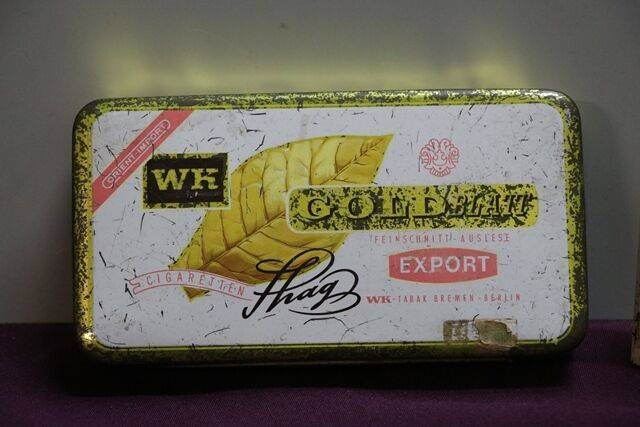 ORIENT-IMPORT
WK
GOLDBLATT
FEINSCHNITT-AUSLESE
EXPORT
CIGARETTEN
Shag
WK-TABAK BREMEN-BERLIN